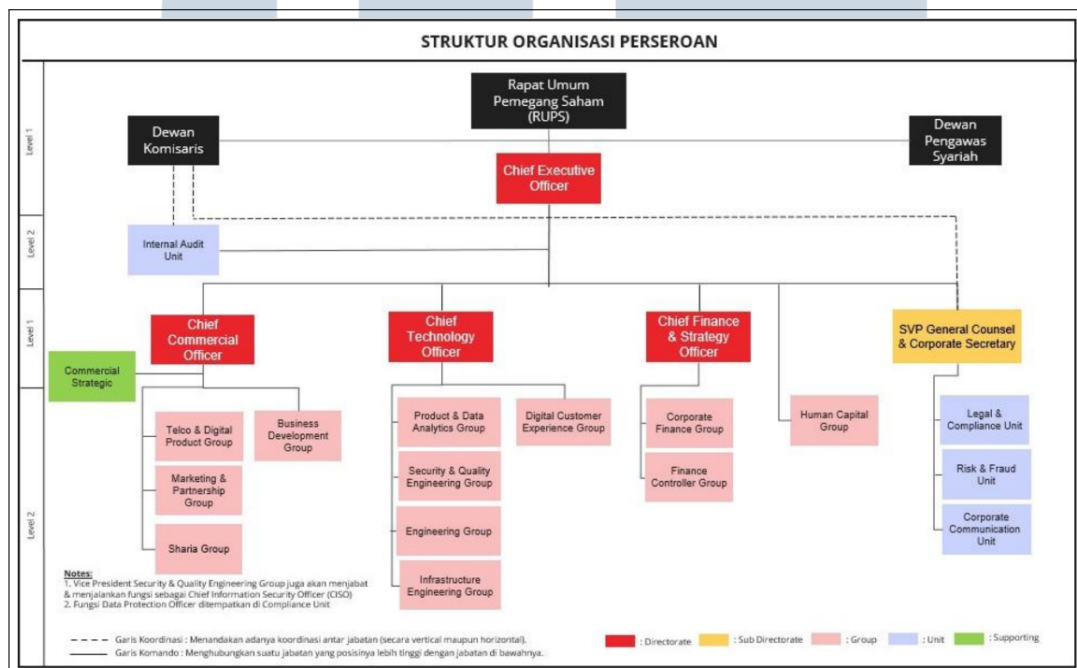 STRUKTUR ORGANISASI PERSEROAN
Level 1
Rapat Umum
Pemegang Saham
(RUPS)
Dewan
Komisaris
Dewan
Pengawas
Syariah
Chief Executive
Officer
Level 2
Internal Audit
Unit
Level 1
Chief
Commercial
Officer
Chief
Technology
Officer
Chief Finance
& Strategy
Officer
SVP General Counsel
& Corporate Secretary
Commercial
Strategic
Level 2
Telco & Digital
Product Group
Business
Development
Group
Marketing &
Partnership
Group
Sharia Group
Product & Data
Analytics Group
Digital Customer
Experience Group
Security & Quality
Engineering Group
Engineering Group
Infrastructure
Engineering Group
Corporate
Finance Group
Finance
Controller Group
Human Capital
Group
Legal &
Compliance Unit
Risk & Fraud
Unit
Corporate
Communication
Unit
Notes:
1. Vice President Security & Quality Engineering Group juga akan menjabat
& menjalankan fungsi sebagai Chief Information Security Officer (CISO)
2. Fungsi Data Protection Officer ditempatkan di Compliance Unit
Garis Koordinasi : Menandakan adanya koordinasi antar jabatan (secara vertical maupun horizontal).
Garis Komando : Menghubungkan suatu jabatan yang posisinya lebih tinggi dengan jabatan di bawahnya.
: Directorate
: Sub Directorate
: Group
: Unit
: Supporting